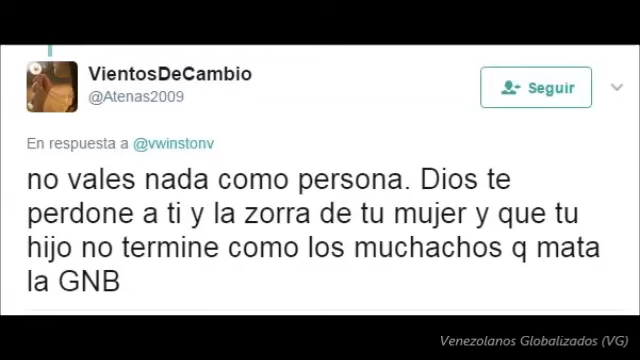 VientosDeCambio
@Atenas2009
Seguir
En respuesta a @vwinstonv
no vales nada como persona. Dios te
perdone a ti y la zorra de tu mujer y que tu
hijo no termine como los muchachos q mata
la GNB
Venezolanos Globalizados (VG)